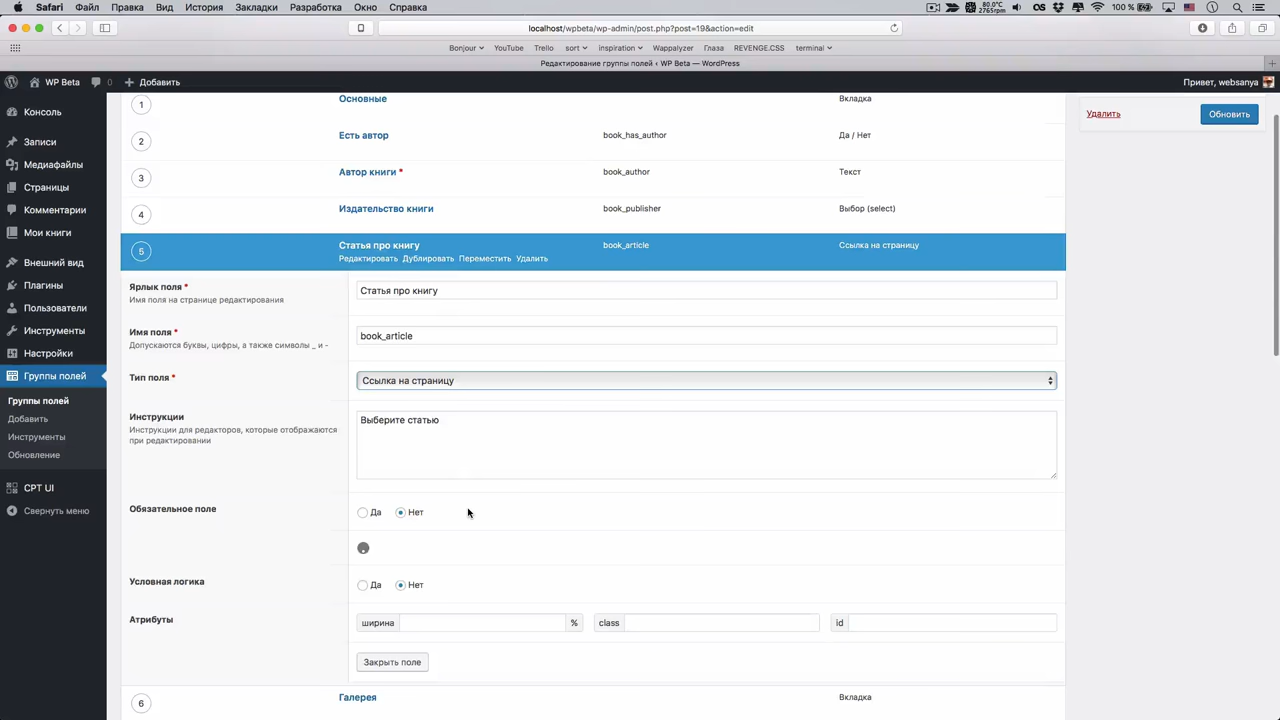 Safari Файл Правка Вид История Закладки Разработка Окно Справка 80.0°C 2765rpm 100 %
localhost/wpbeta/wp-admin/post.php?post=19&action=edit
Bonjour YouTube Trello sort inspiration Wappalyzer Глаза REVENGE.CSS terminal
Редактирование группы полей ‹ WP Beta — WordPress
WP Beta 0 Добавить Привет, websanya
Консоль
Записи
Медиафайлы
Страницы
Комментарии
Мои книги
Внешний вид
Плагины
Пользователи
Инструменты
Настройки
Группы полей
Группы полей
Добавить
Инструменты
Обновление
CPT UI
Свернуть меню
1 Основные Вкладка
2 Есть автор book_has_author Да / Нет
3 Автор книги * book_author Текст
4 Издательство книги book_publisher Выбор (select)
5 Статья про книгу book_article Ссылка на страницу
Редактировать Дублировать Переместить Удалить
Ярлык поля * Статья про книгу
Имя поля на странице редактирования
Имя поля * book_article
Допускаются буквы, цифры, а также символы _ и -
Тип поля * Ссылка на страницу
Инструкции Выберите статью
Инструкции для редакторов, которые отображаются
при редактировании
Обязательное поле Да Нет
Условная логика Да Нет
Атрибуты ширина % class id
Закрыть поле
6 Галерея Вкладка
Удалить Обновить